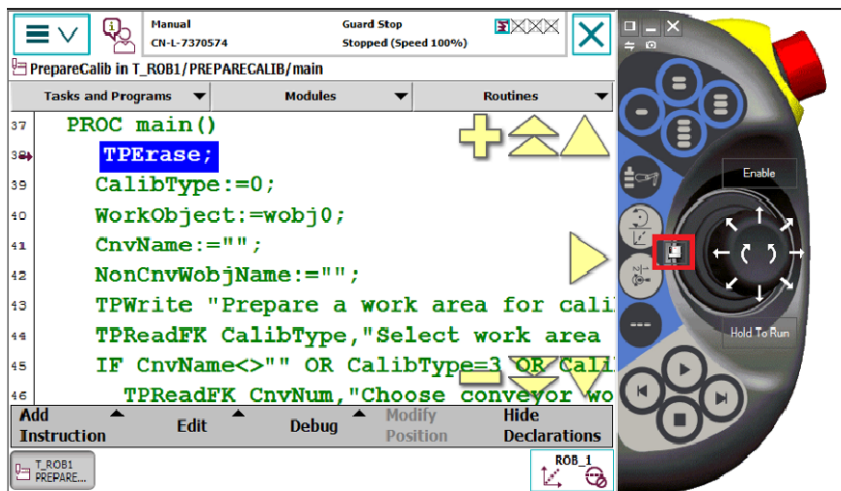 Manual
CN-L-7370574
Guard Stop
Stopped (Speed 100%)
PrepareCalib in T_ROB1/PREPARECALIB/main
Tasks and Programs
Modules
Routines
37 PROC main()
38 TPErase;
39 CalibType:=0;
40 WorkObject:=wobj0;
41 CnvName:="";
42 NonCnvWobjName:="";
43 TPWrite "Prepare a work area for cali
44 TPReadFK CalibType,"Select work area
45 IF CnvName<>"" OR CalibType=3 OR Cali
46 TPReadFK CnvNum,"Choose conveyor wo
Add Instruction
Edit
Debug
Modify Position
Hide Declarations
T_ROB1
PREPARE...
ROB_1
Enable
Hold To Run